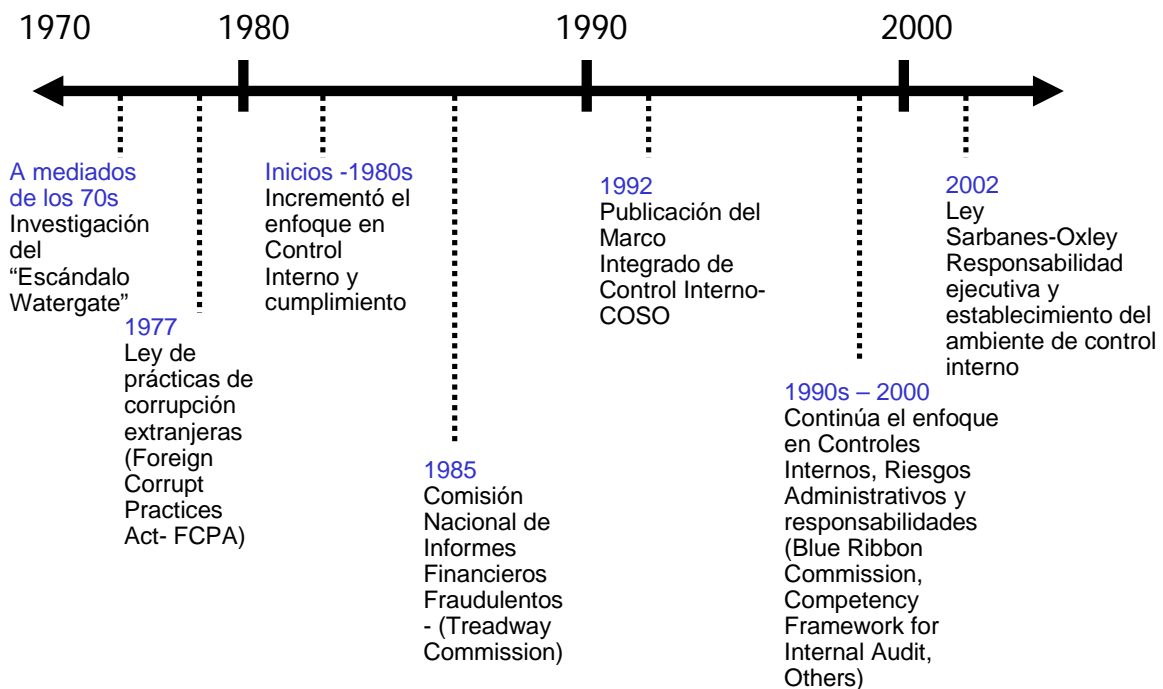 1970
1980
1990
2000
A mediados
de los 70s
Investigación
del
“Escándalo
Watergate”
1977
Ley de
prácticas de
corrupción
extranjeras
(Foreign
Corrupt
Practices
Act- FCPA)
Inicios -1980s
Incrementó el
enfoque en
Control
Interno y
cumplimiento
1985
Comisión
Nacional de
Informes
Financieros
Fraudulentos
- (Treadway
Commission)
1992
Publicación del
Marco
Integrado de
Control Interno-
COSO
1990s – 2000
Continúa el enfoque
en Controles
Internos, Riesgos
Administrativos y
responsabilidades
(Blue Ribbon
Commission,
Competency
Framework for
Internal Audit,
Others)
2002
Ley
Sarbanes-Oxley
Responsabilidad
ejecutiva y
establecimiento del
ambiente de control
interno